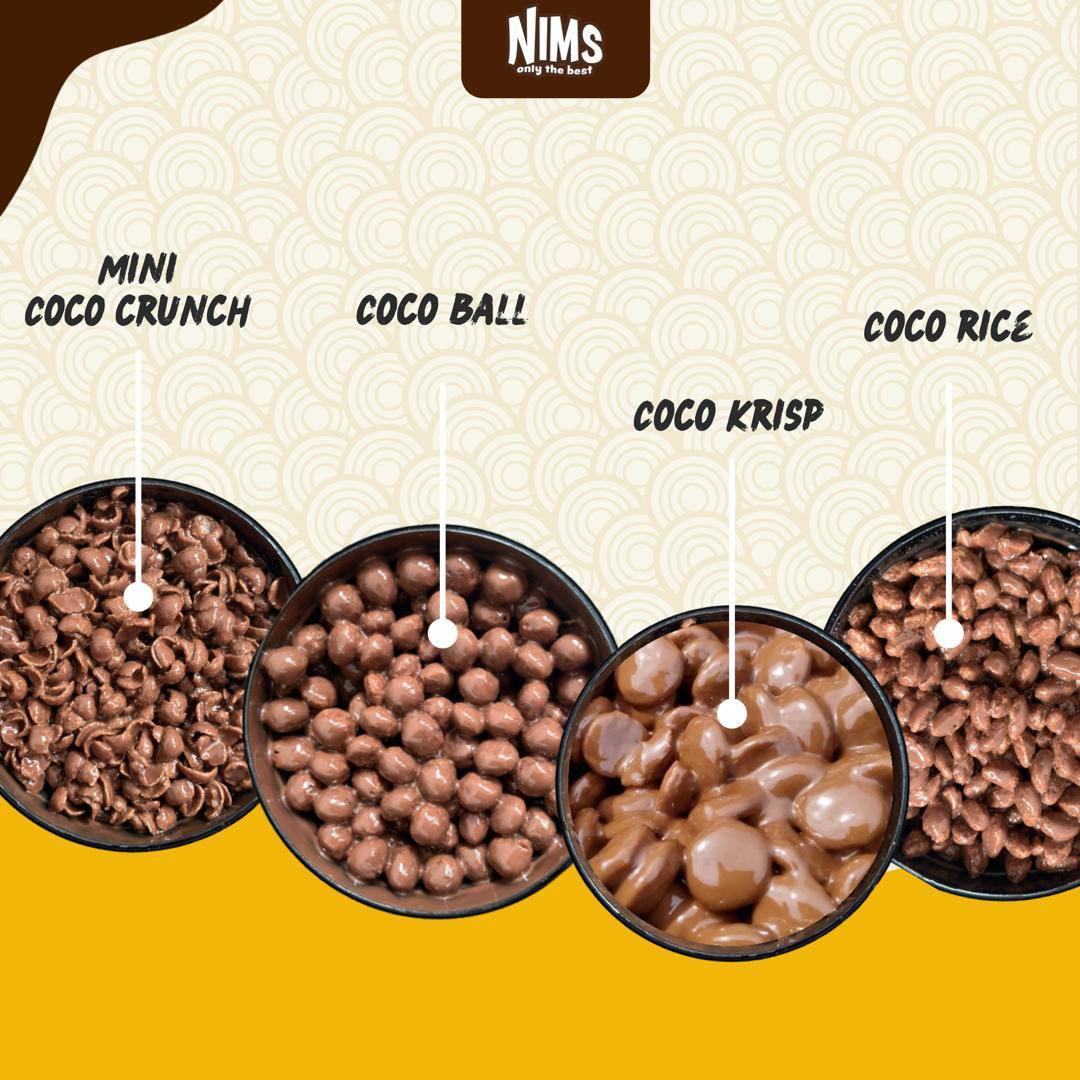 NIMS
only the best
MINI
COCO CRUNCH
COCO BALL
COCO RICE
COCO KRISP